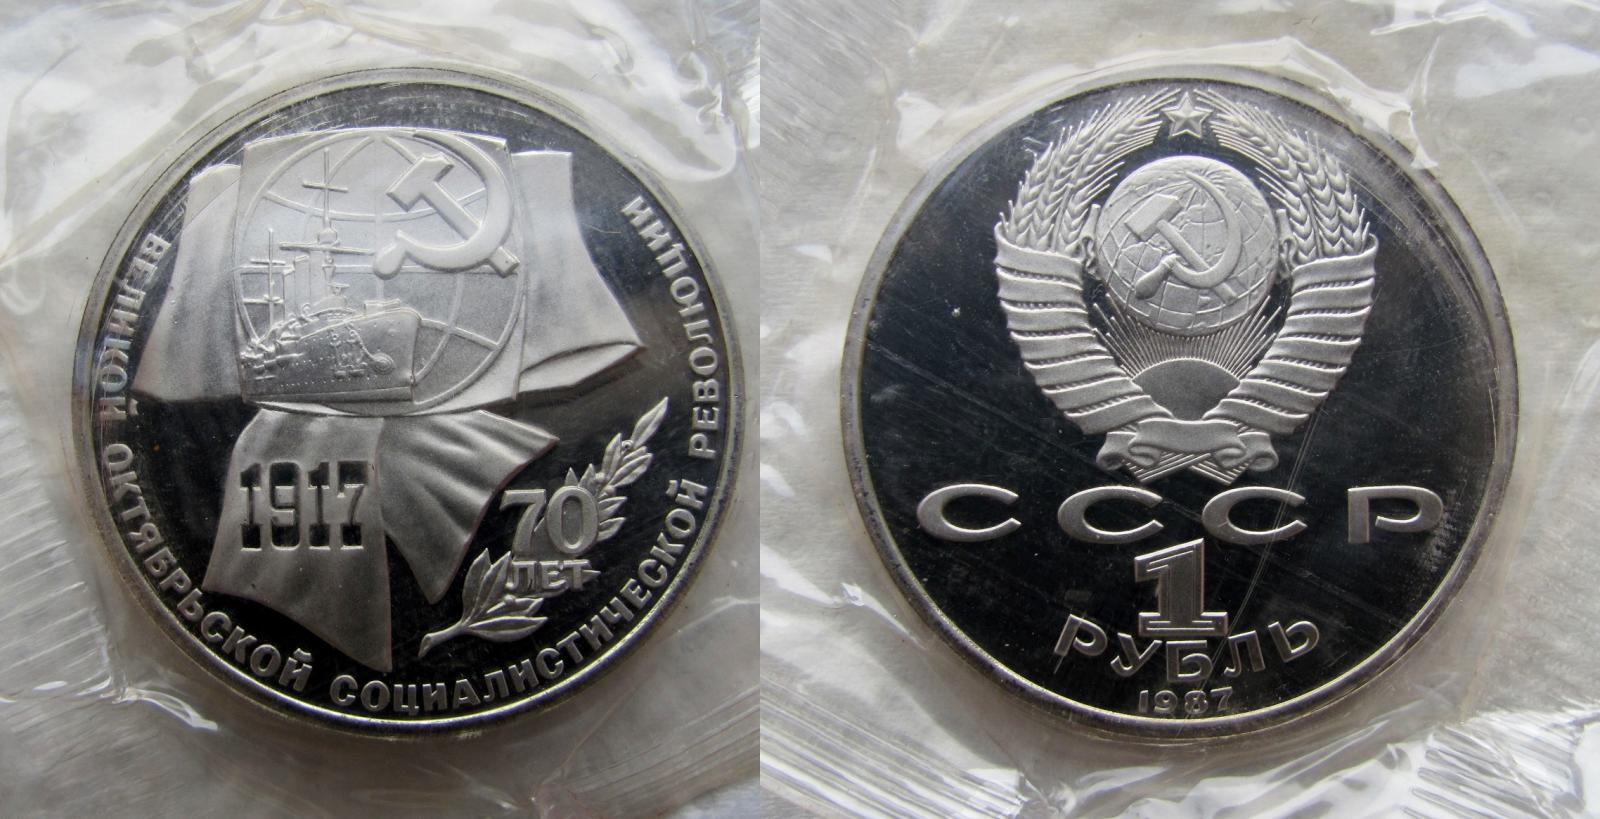 ВЕЛИКОЙ ОКТЯБРЬСКОЙ СОЦИАЛИСТИЧЕСКОЙ РЕВОЛЮЦИИ
1917
70
ЛЕТ
СССР
1
РУБЛЬ
1987